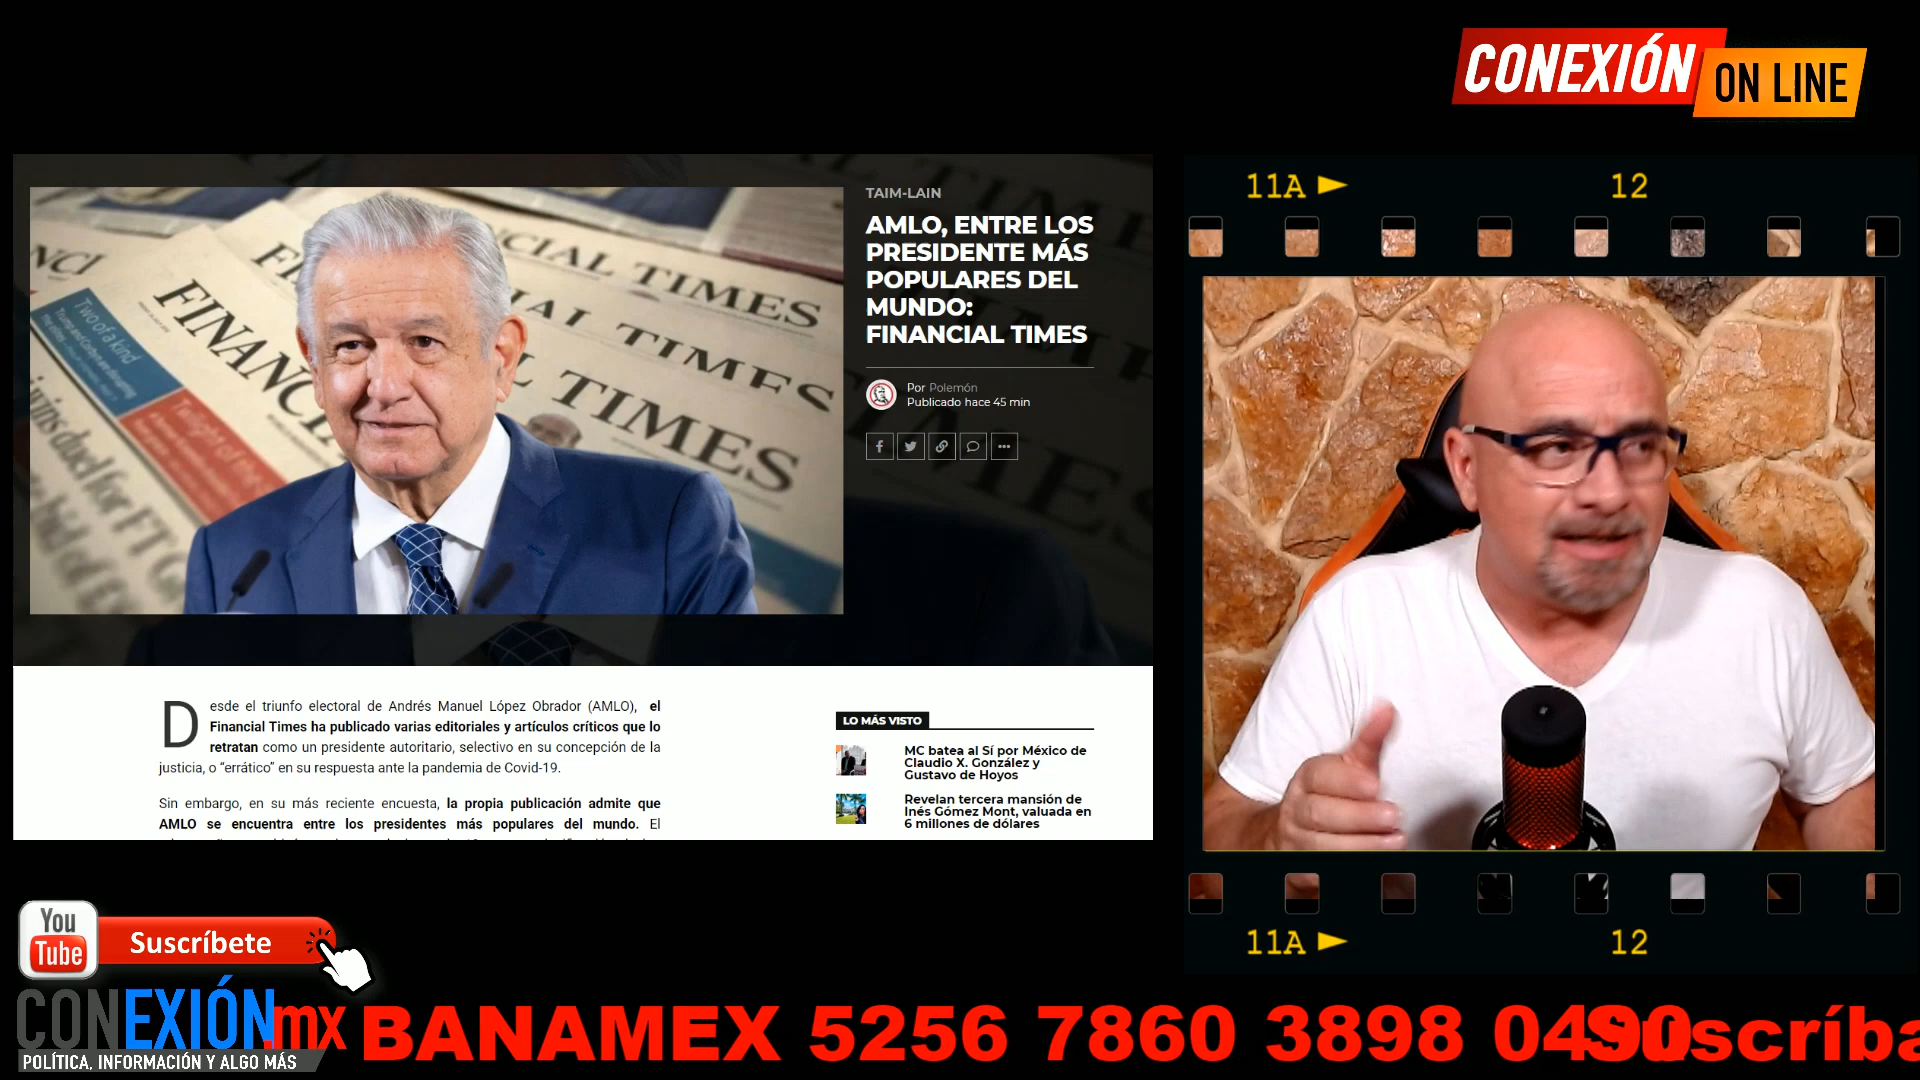 CONEXIÓN
ON LINE
11A
12
FINANCIAL TIMES
Two of a kind
TAIM-LAIN
AMLO, ENTRE LOS
PRESIDENTE MÁS
POPULARES DEL
MUNDO:
FINANCIAL TIMES
Por Polemón
Publicado hace 45 min
Desde el triunfo electoral de Andrés Manuel López Obrador (AMLO), el
Financial Times ha publicado varias editoriales y artículos críticos que lo
retratan como un presidente autoritario, selectivo en su concepción de la
justicia, o “errático” en su respuesta ante la pandemia de Covid-19.
Sin embargo, en su más reciente encuesta, la propia publicación admite que
AMLO se encuentra entre los presidentes más populares del mundo. El
LO MÁS VISTO
MC batea al Sí por México de
Claudio X. González y
Gustavo de Hoyos
Revelan tercera mansión de
Inés Gómez Mont, valuada en
6 millones de dólares
11A
12
You
Tube
Suscríbete
CONEXIÓN.mx
POLÍTICA, INFORMACIÓN Y ALGO MÁS
BANAMEX 5256 7860 3898 0490
Suscríba